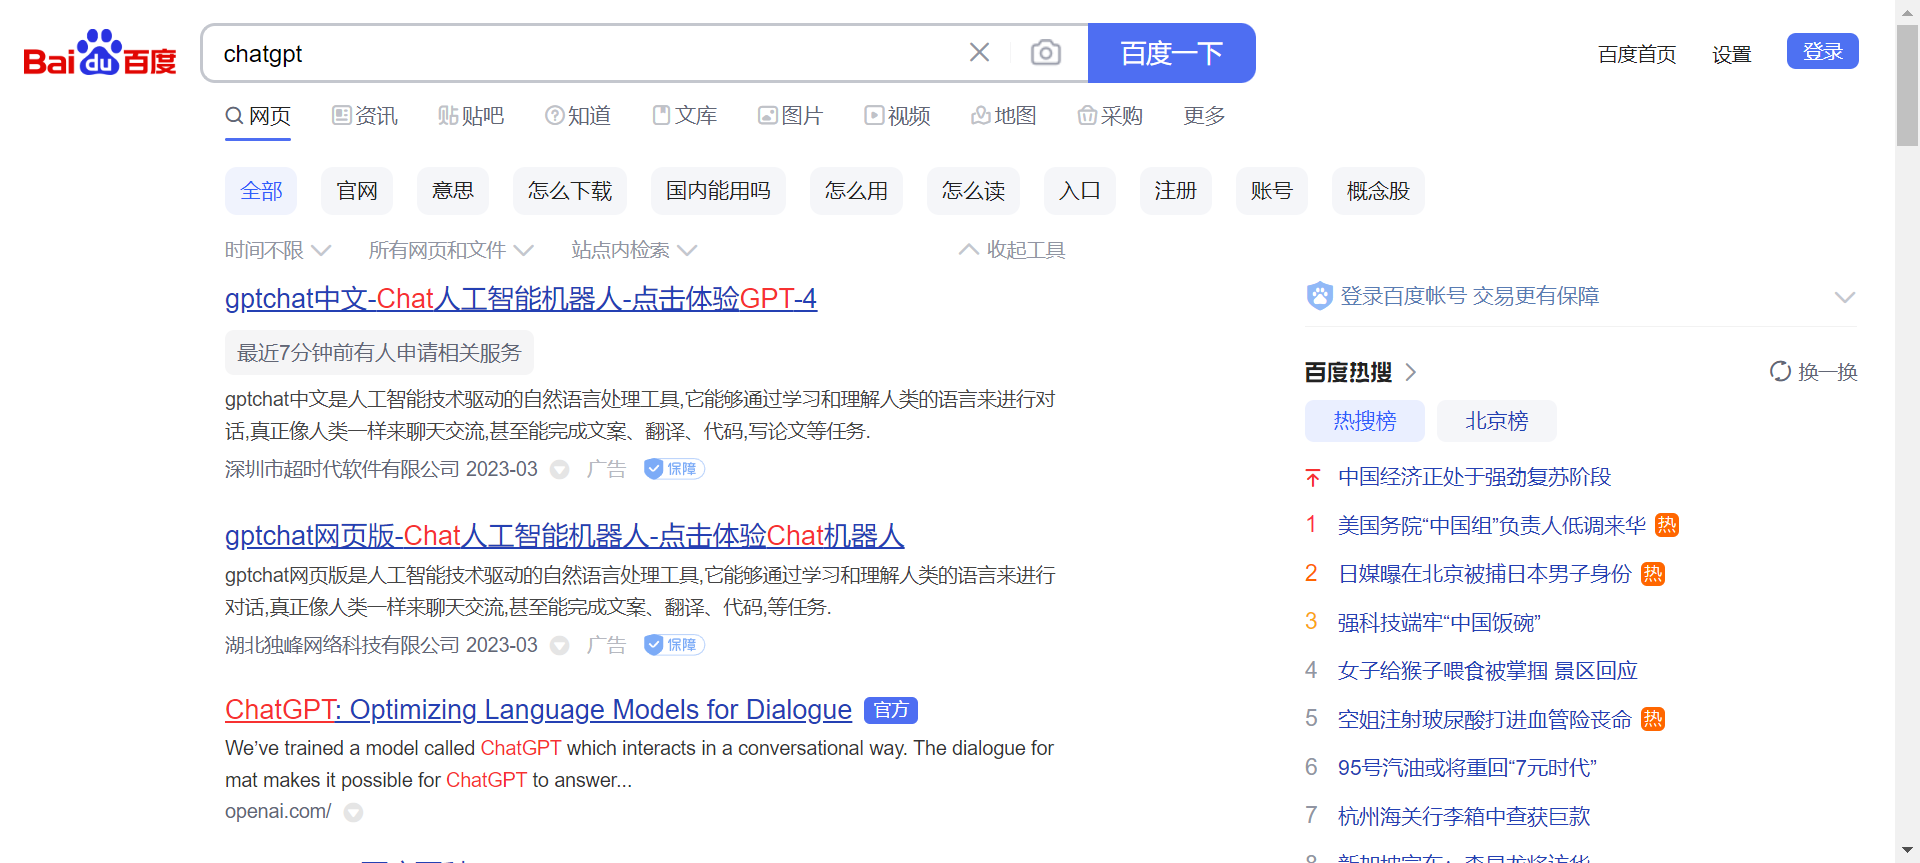 Bai du 百度
chatgpt
百度一下
百度首页 设置 登录
网页 资讯 贴吧 知道 文库 图片 视频 地图 采购 更多
全部 官网 意思 怎么下载 国内能用吗 怎么用 怎么读 入口 注册 账号 概念股
时间不限 所有网页和文件 站点内检索 收起工具
gptchat中文-Chat人工智能机器人-点击体验GPT-4
最近7分钟前有人申请相关服务
gptchat中文是人工智能技术驱动的自然语言处理工具,它能够通过学习和理解人类的语言来进行对
话,真正像人类一样来聊天交流,甚至能完成文案、翻译、代码,写论文等任务.
深圳市超时代软件有限公司 2023-03 广告 保障
gptchat网页版-Chat人工智能机器人-点击体验Chat机器人
gptchat网页版是人工智能技术驱动的自然语言处理工具,它能够通过学习和理解人类的语言来进行
对话,真正像人类一样来聊天交流,甚至能完成文案、翻译、代码,等任务.
湖北独峰网络科技有限公司 2023-03 广告 保障
ChatGPT: Optimizing Language Models for Dialogue 官方
We’ve trained a model called ChatGPT which interacts in a conversational way. The dialogue for
mat makes it possible for ChatGPT to answer...
openai.com/
登录百度帐号 交易更有保障
百度热搜 换一换
热搜榜 北京榜
中国经济正处于强劲复苏阶段
1 美国务院“中国组”负责人低调来华 热
2 日媒曝在北京被捕日本男子身份 热
3 强科技端牢“中国饭碗”
4 女子给猴子喂食被掌掴 景区回应
5 空姐注射玻尿酸打进血管险丧命 热
6 95号汽油或将重回“7元时代”
7 杭州海关行李箱中查获巨款